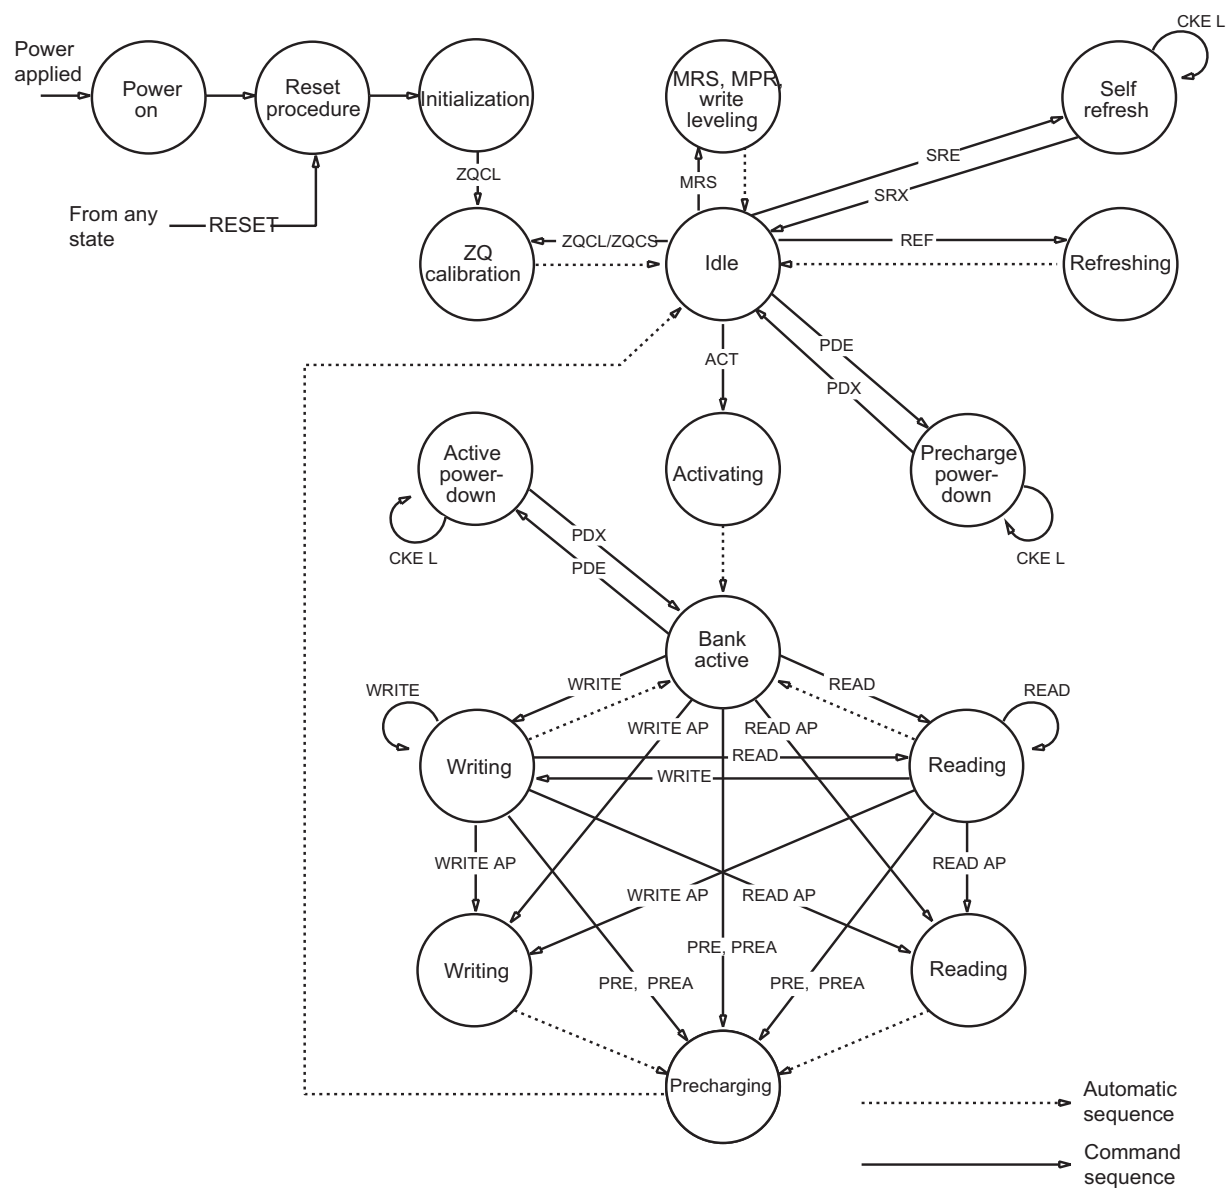 CKE L
Power
applied
Power
on
Reset
procedure
Initialization
MRS, MPR,
write
leveling
Self
refresh
SRE
ZQCL
MRS
SRX
From any
state
RESET
ZQCL/ZQCS
REF
ZQ
calibration
Idle
Refreshing
PDE
ACT
PDX
Active
power-
down
Activating
Precharge
power-
down
PDX
CKE L
PDE
CKE L
Bank
active
WRITE
WRITE
READ
READ
WRITE AP
READ AP
READ
Writing
WRITE
Reading
WRITE AP
READ AP
WRITE AP
READ AP
PRE, PREA
Writing
Reading
PRE, PREA
PRE, PREA
Precharging
Automatic
sequence
Command
sequence